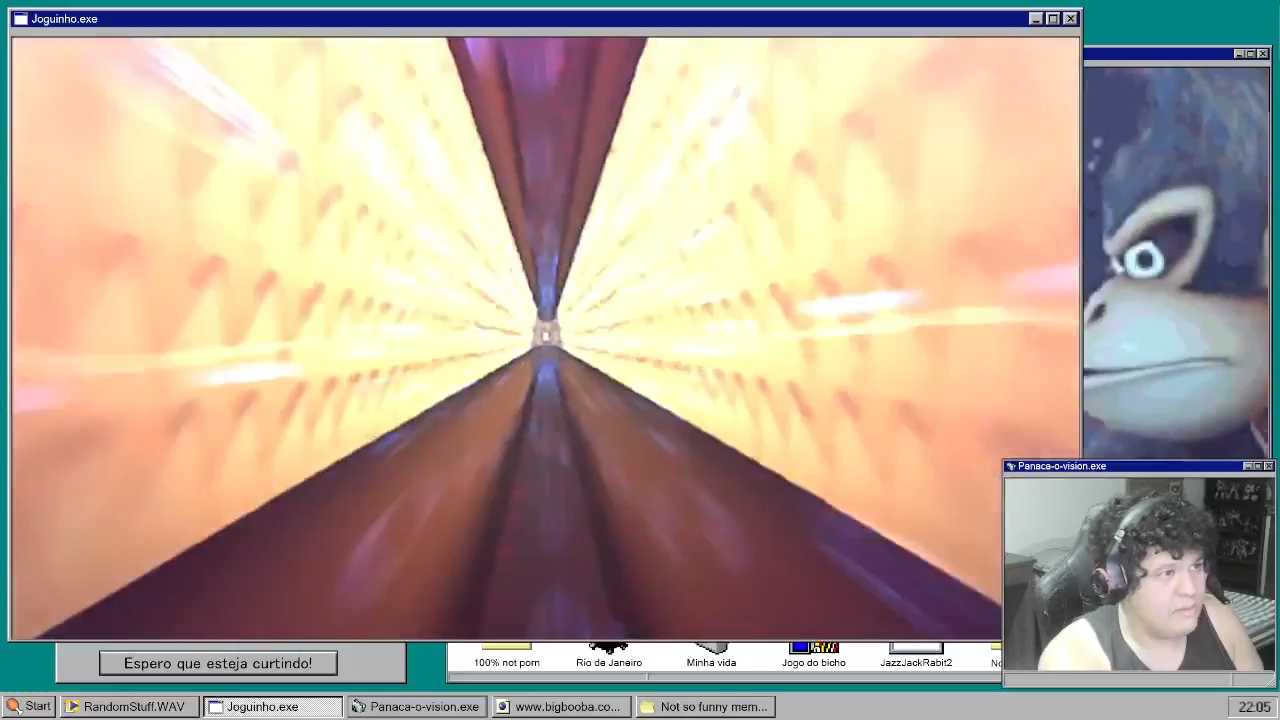 Joguinho.exe
Panaca-o-vision.exe
Espero que esteja curtindo!
100% not porn
Rio de Janeiro
Minha vida
Jogo do bicho
JazzJackRabbit2
Start
RandomStuff.WAV
Joguinho.exe
Panaca-o-vision.exe
www.bigbooba.co...
Not so funny mem...
22:05